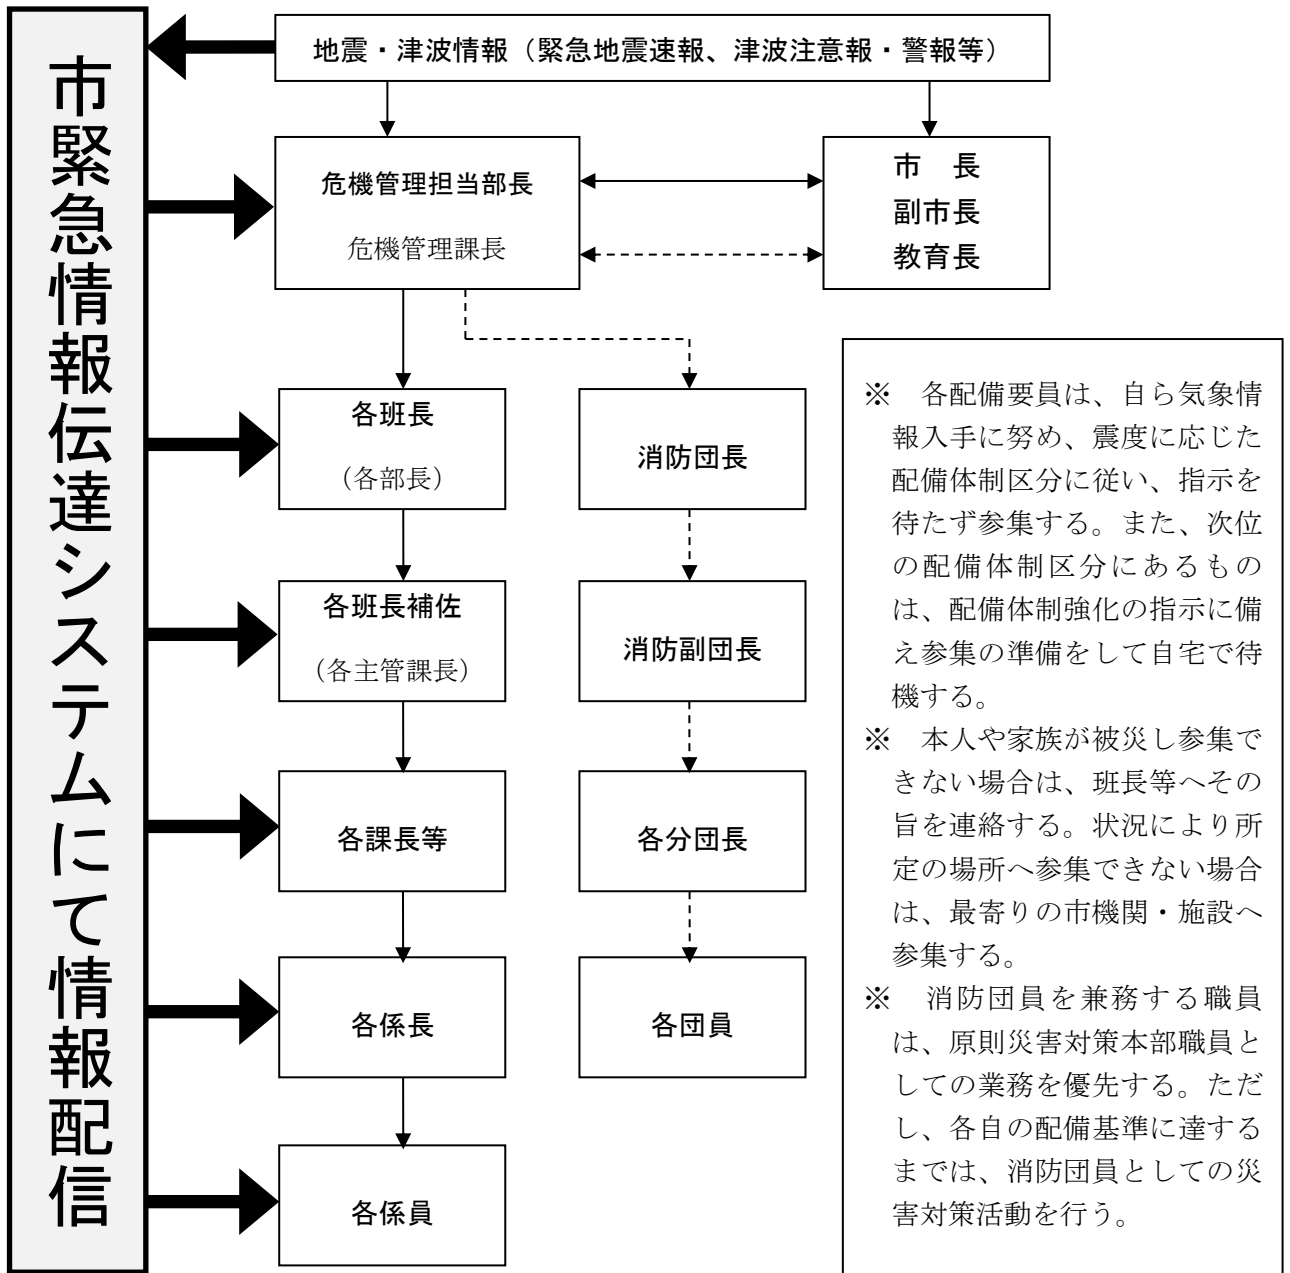 市緊急情報伝達システムにて情報配信
地震・津波情報（緊急地震速報、津波注意報・警報等）
危機管理担当部長
危機管理課長
市　長
副市長
教育長
各班長
（各部長）
消防団長
各班長補佐
（各主管課長）
消防副団長
各課長等
各分団長
各係長
各団員
各係員
※　各配備要員は、自ら気象情
報入手に努め、震度に応じた
配備体制区分に従い、指示を
待たず参集する。また、次位
の配備体制区分にあるもの
は、配備体制強化の指示に備
え参集の準備をして自宅で待
機する。
※　本人や家族が被災し参集で
きない場合は、班長等へその
旨を連絡する。状況により所
定の場所へ参集できない場合
は、最寄りの市機関・施設へ
参集する。
※　消防団員を兼務する職員
は、原則災害対策本部職員と
しての業務を優先する。ただ
し、各自の配備基準に達する
までは、消防団員としての災
害対策活動を行う。